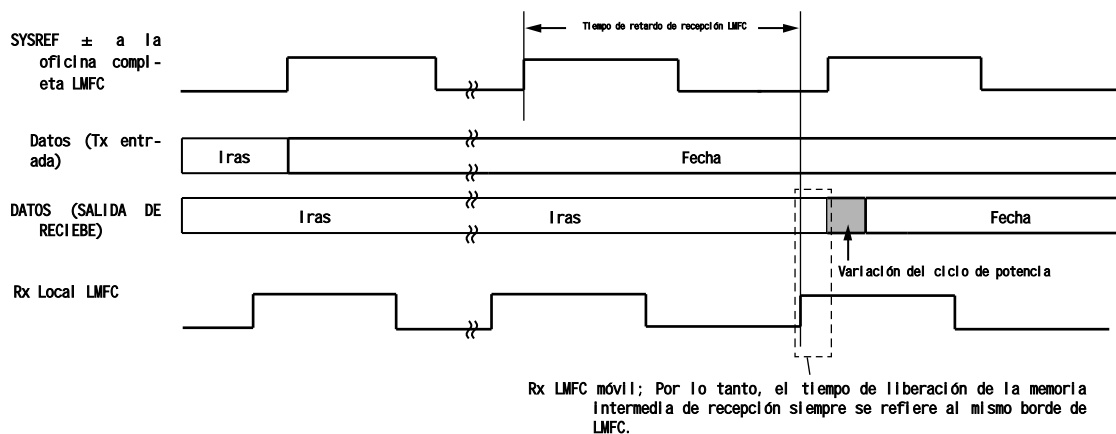 Tiempo de retardo de recepción LMFC
SYSREF ± a la
oficina compl-
eta LMFC
Datos (Tx entr-
ada)
Iras
Fecha
DATOS (SALIDA DE
RECIEBE)
Iras
Iras
Fecha
Variación del ciclo de potencia
Rx Local LMFC
Rx LMFC móvil; Por lo tanto, el tiempo de liberación de la memoria
intermedia de recepción siempre se refiere al mismo borde de
LMFC.